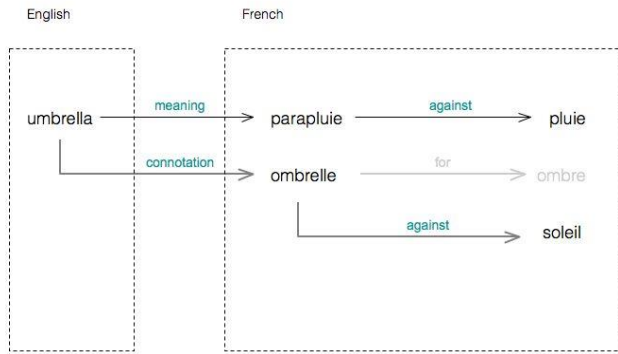 English French
meaning against
umbrella parapluie pluie
connotation for
ombrelle ombre
against soleil